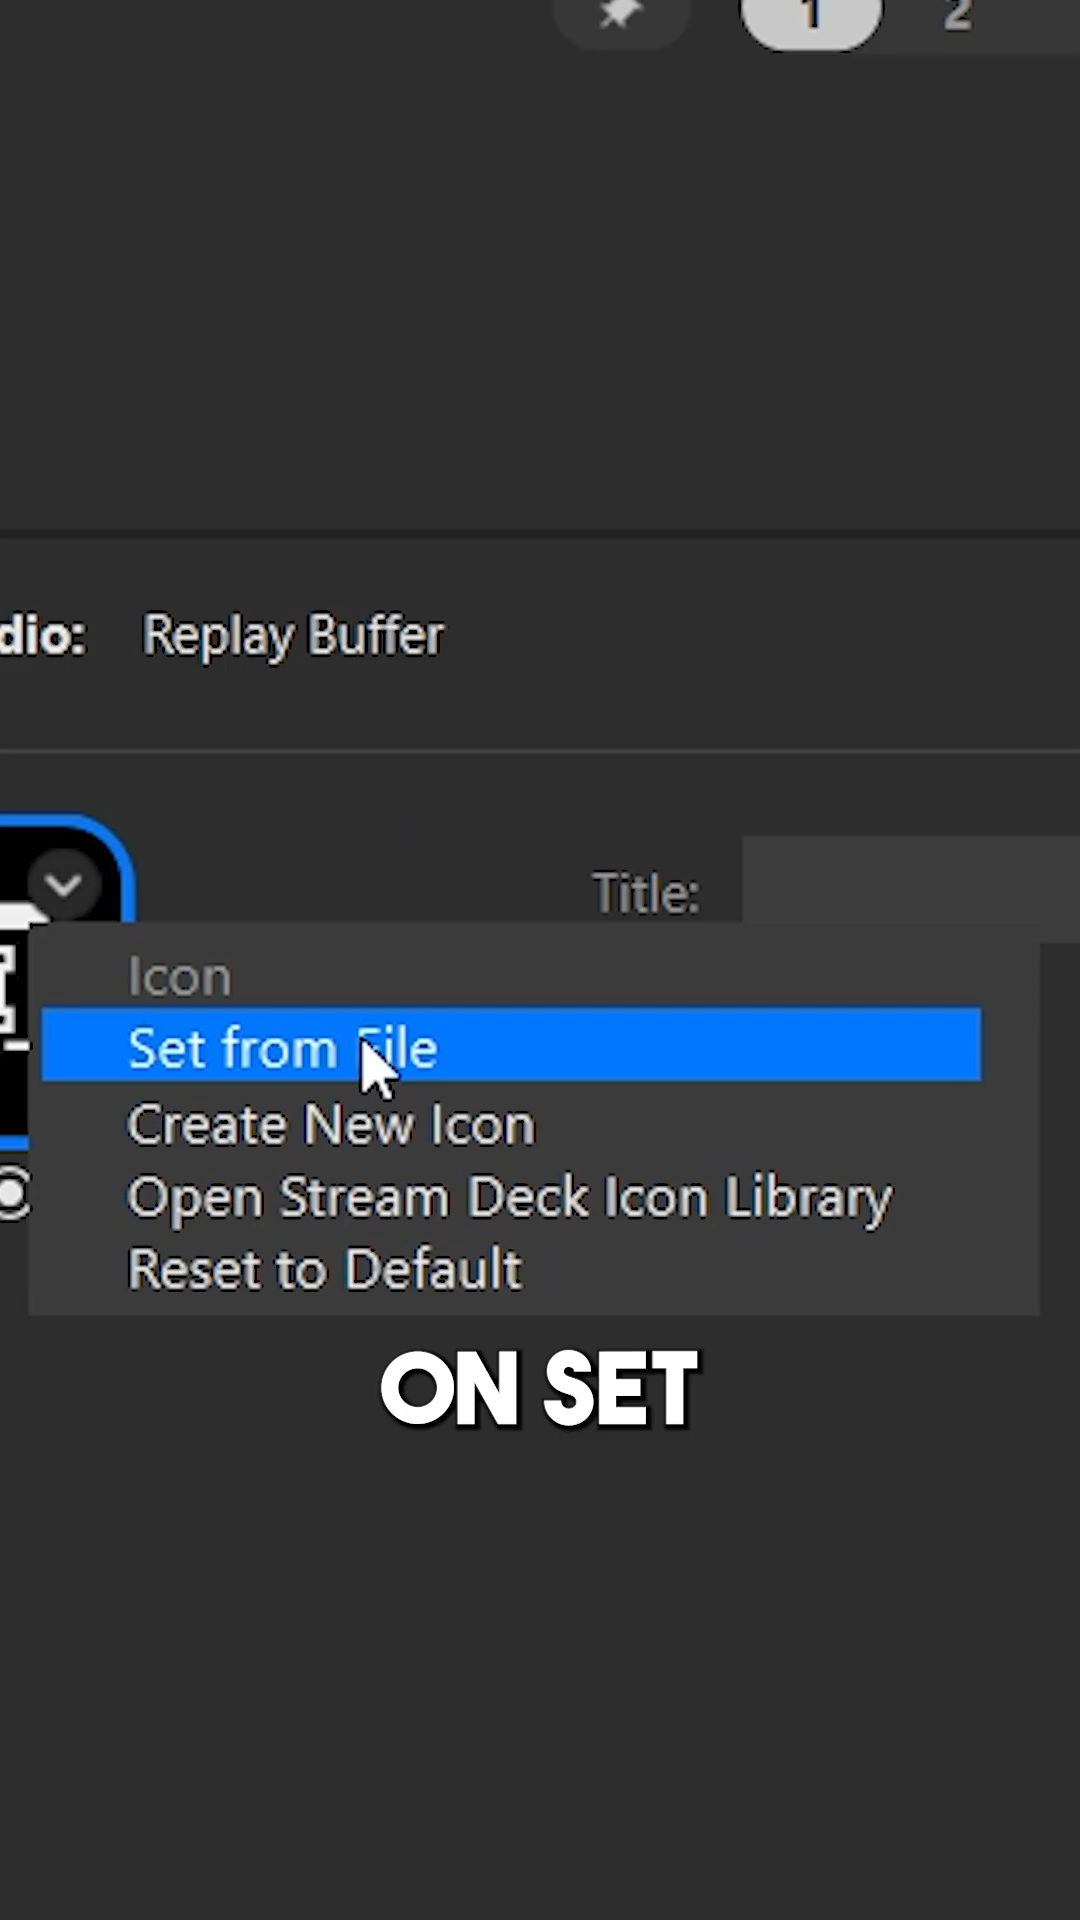 1 2
dio: Replay Buffer
Title:
Icon
Set from File
Create New Icon
Open Stream Deck Icon Library
Reset to Default
ON SET